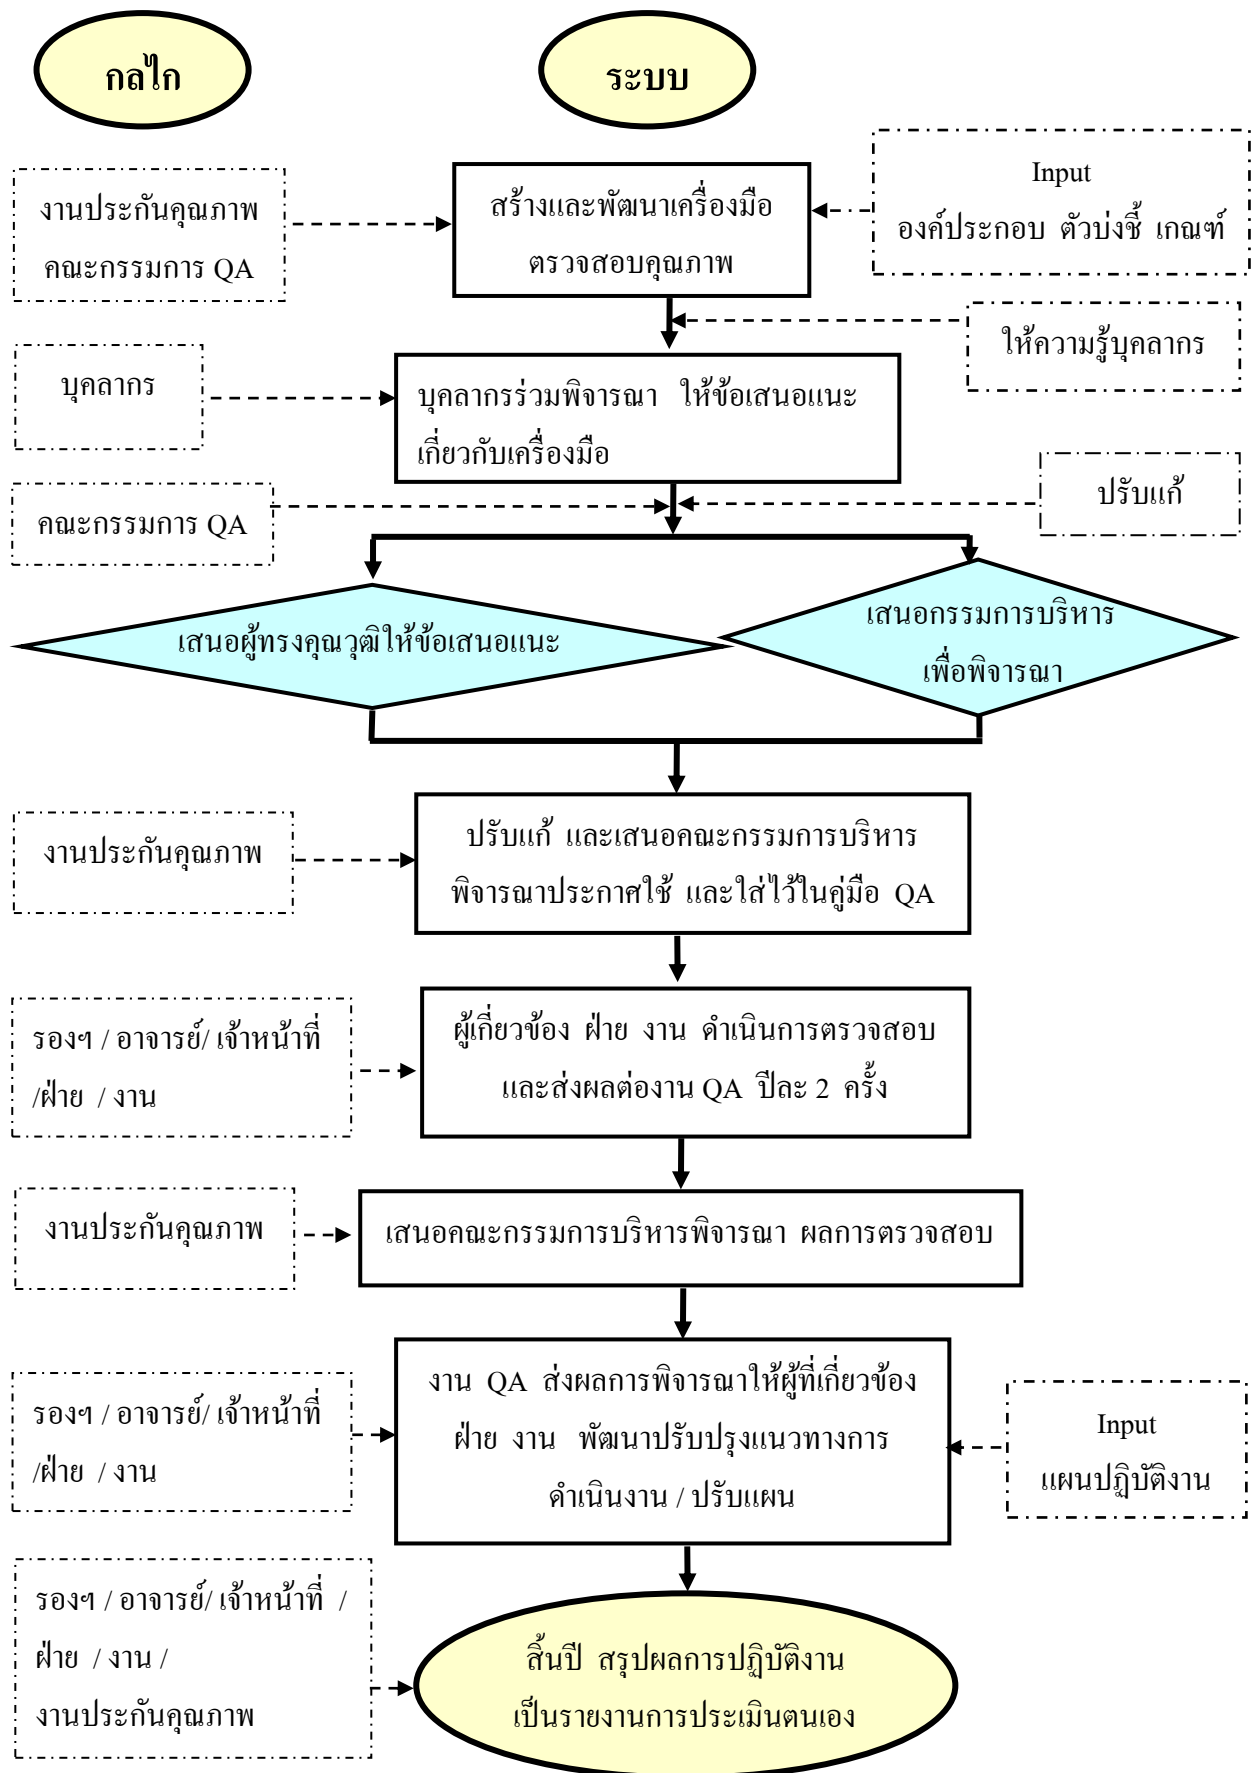 กลไก
ระบบ
งานประกันคุณภาพ
คณะกรรมการ QA
สร้างและพัฒนาเครื่องมือ
ตรวจสอบคุณภาพ
Input
องค์ประกอบ ตัวบ่งชี้ เกณฑ์
ให้ความรู้บุคลากร
บุคลากร
บุคลากรร่วมพิจารณา ให้ข้อเสนอแนะ
เกี่ยวกับเครื่องมือ
คณะกรรมการ QA
ปรับแก้
เสนอผู้ทรงคุณวุฒิให้ข้อเสนอแนะ
เสนอกรรมการบริหาร
เพื่อพิจารณา
งานประกันคุณภาพ
ปรับแก้ และเสนอคณะกรรมการบริหาร
พิจารณาประกาศใช้ และใส่ไว้ในคู่มือ QA
รองฯ / อาจารย์/ เจ้าหน้าที่
/ฝ่าย / งาน
ผู้เกี่ยวข้อง ฝ่าย งาน ดำเนินการตรวจสอบ
และส่งผลต่องาน QA ปีละ 2 ครั้ง
งานประกันคุณภาพ
เสนอคณะกรรมการบริหารพิจารณา ผลการตรวจสอบ
รองฯ / อาจารย์/ เจ้าหน้าที่
/ฝ่าย / งาน
งาน QA ส่งผลการพิจารณาให้ผู้ที่เกี่ยวข้อง
ฝ่าย งาน พัฒนาปรับปรุงแนวทางการ
ดำเนินงาน / ปรับแผน
Input
แผนปฏิบัติงาน
รองฯ / อาจารย์/ เจ้าหน้าที่ /
ฝ่าย / งาน /
งานประกันคุณภาพ
สิ้นปี สรุปผลการปฏิบัติงาน
เป็นรายงานการประเมินตนเอง